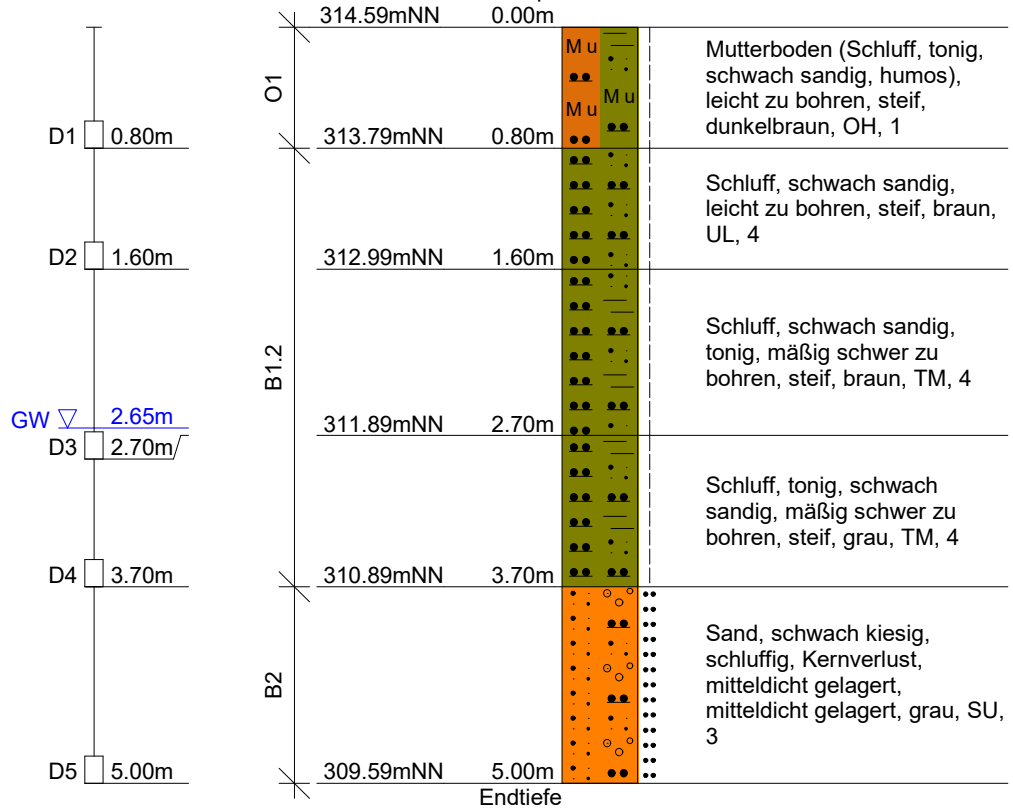 314.59mNN 0.00m
O1
M u
M u
M u
Mutterboden (Schluff, tonig,
schwach sandig, humos),
leicht zu bohren, steif,
dunkelbraun, OH, 1
D1 0.80m
313.79mNN 0.80m
Schluff, schwach sandig,
leicht zu bohren, steif, braun,
UL, 4
D2 1.60m
312.99mNN 1.60m
B1.2
Schluff, schwach sandig,
tonig, mäßig schwer zu
bohren, steif, braun, TM, 4
GW 2.65m
311.89mNN 2.70m
D3 2.70m
Schluff, tonig, schwach
sandig, mäßig schwer zu
bohren, steif, grau, TM, 4
D4 3.70m
310.89mNN 3.70m
B2
Sand, schwach kiesig,
schluffig, Kernverlust,
mitteldicht gelagert,
mitteldicht gelagert, grau, SU,
3
D5 5.00m
309.59mNN 5.00m
Endtiefe